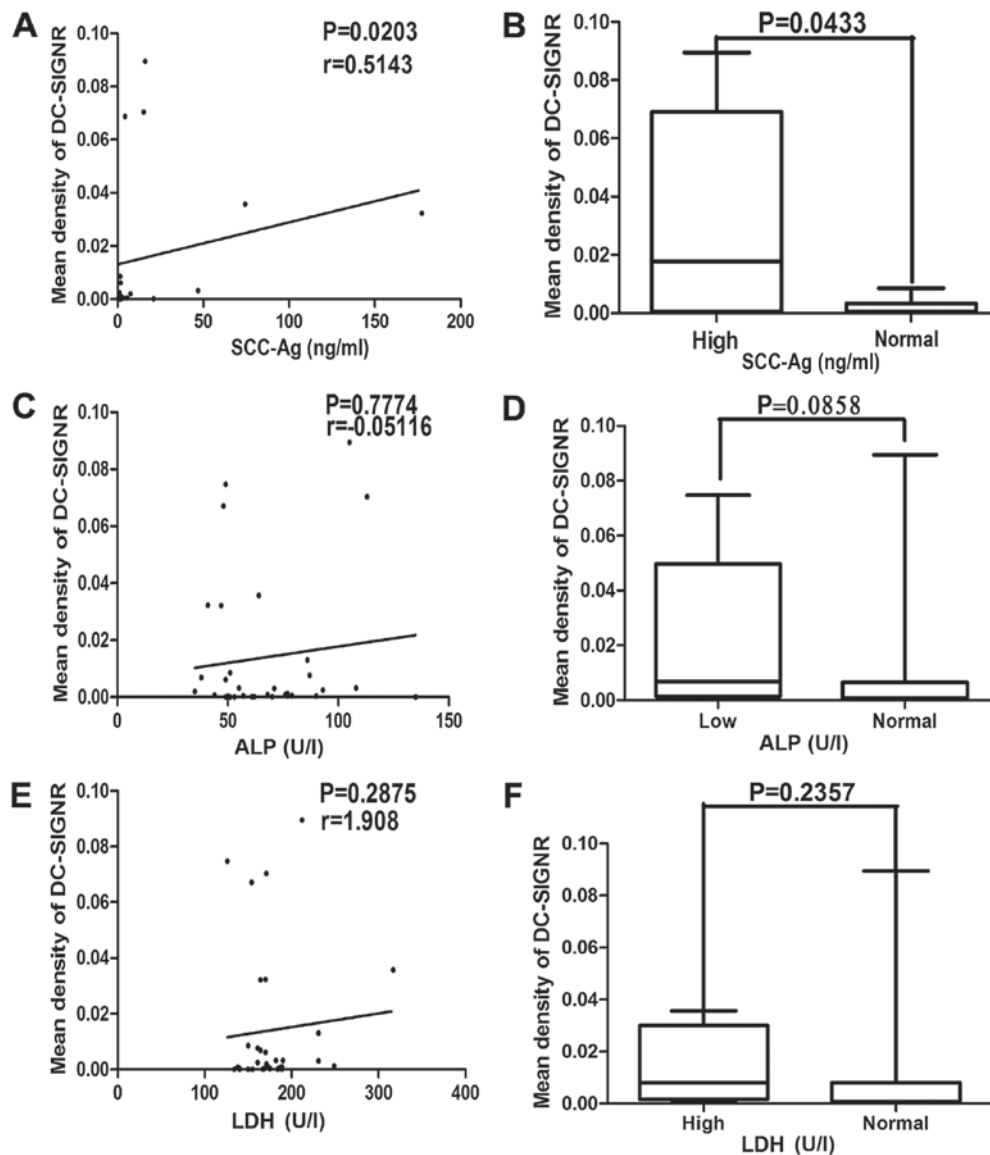 A
P=0.0203
r=0.5143
Mean density of DC-SIGNR
0.10
0.08
0.06
0.04
0.02
0.00
0
50
100
150
200
SCC-Ag (ng/ml)
B
P=0.0433
Mean density of DC-SIGNR
0.10
0.08
0.06
0.04
0.02
0.00
High
Normal
SCC-Ag (ng/ml)
C
P=0.7774
r=-0.05116
Mean density of DC-SIGNR
0.10
0.08
0.06
0.04
0.02
0.00
0
50
100
150
ALP (U/l)
D
P=0.0858
Mean density of DC-SIGNR
0.10
0.08
0.06
0.04
0.02
0.00
Low
Normal
ALP (U/l)
E
P=0.2875
r=1.908
Mean density of DC-SIGNR
0.10
0.08
0.06
0.04
0.02
0.00
0
100
200
300
400
LDH (U/l)
F
P=0.2357
Mean density of DC-SIGNR
0.10
0.08
0.06
0.04
0.02
0.00
High
Normal
LDH (U/l)